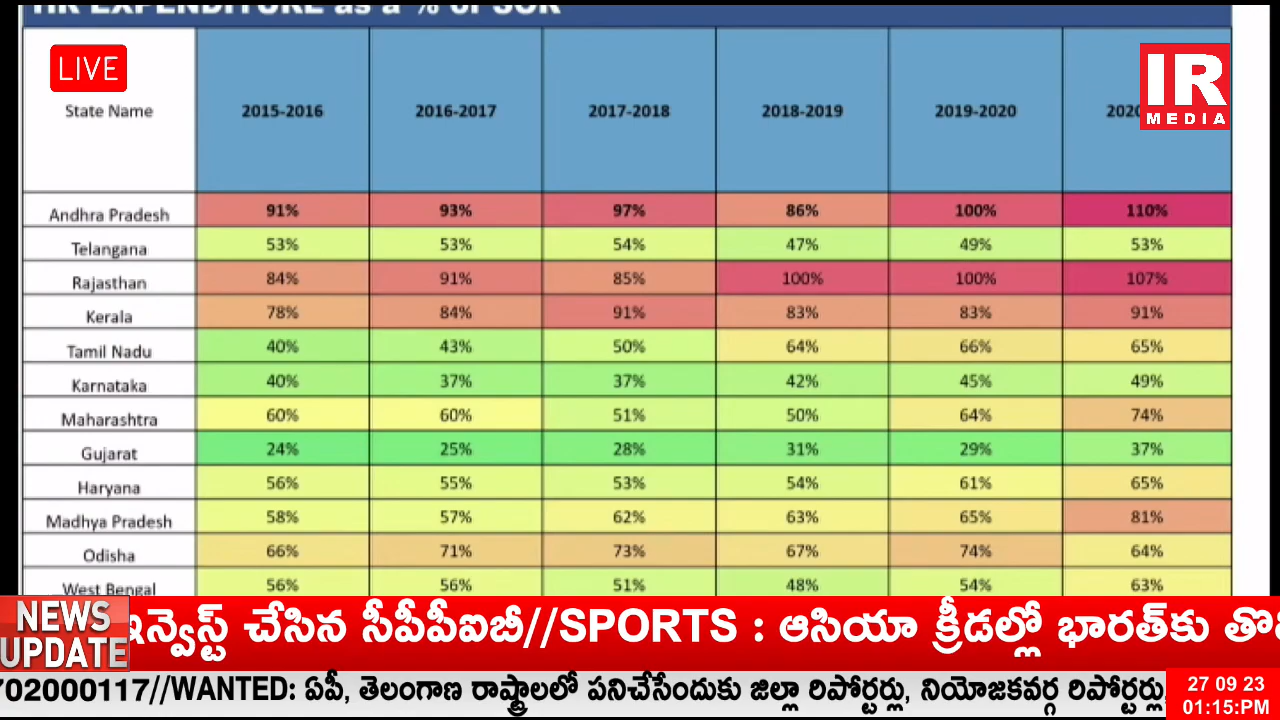 HR EXPENDITURE as a % of SOR
LIVE
IR
MEDIA
State Name 2015-2016 2016-2017 2017-2018 2018-2019 2019-2020
Andhra Pradesh 91% 93% 97% 86% 100% 110%
Telangana 53% 53% 54% 47% 49% 53%
Rajasthan 84% 91% 85% 100% 100% 107%
Kerala 78% 84% 91% 83% 83% 91%
Tamil Nadu 40% 43% 50% 64% 66% 65%
Karnataka 40% 37% 37% 42% 45% 49%
Maharashtra 60% 60% 51% 50% 64% 74%
Gujarat 24% 25% 28% 31% 29% 37%
Haryana 56% 55% 53% 54% 61% 65%
Madhya Pradesh 58% 57% 62% 63% 65% 81%
Odisha 66% 71% 73% 67% 74% 64%
West Bengal 56% 56% 51% 48% 54% 63%
NEWS
UPDATE
ఇన్వెస్ట్ చేసిన సీపీపీఐబీ//SPORTS : ఆసియా క్రీడల్లో భారత్‌కు
702000117//WANTED: ఏపీ, తెలంగాణ రాష్ట్రాలలో పనిచేసేందుకు జిల్లా రిపోర్టర్లు, నియోజకవర్గ రిపోర్టర్లు,
27 09 23
01:15:PM